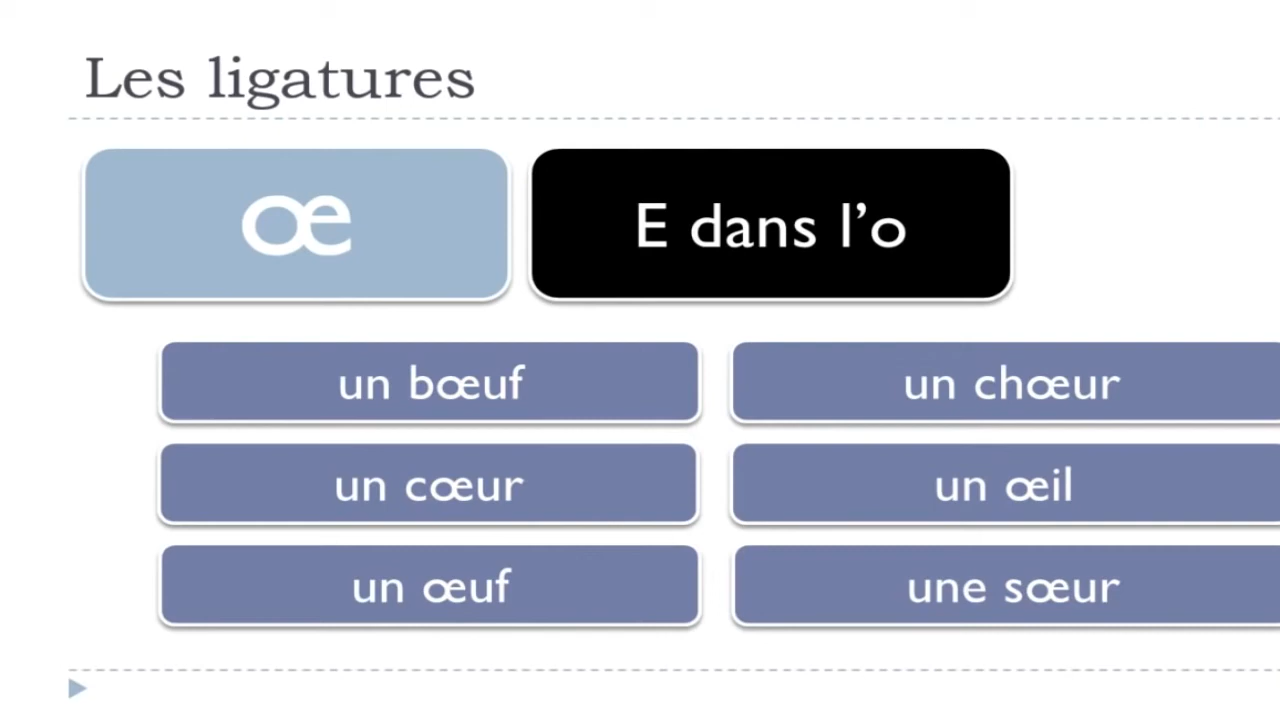 Les ligatures
œ
E dans l’o
un bœuf
un chœur
un cœur
un œil
un œuf
une sœur